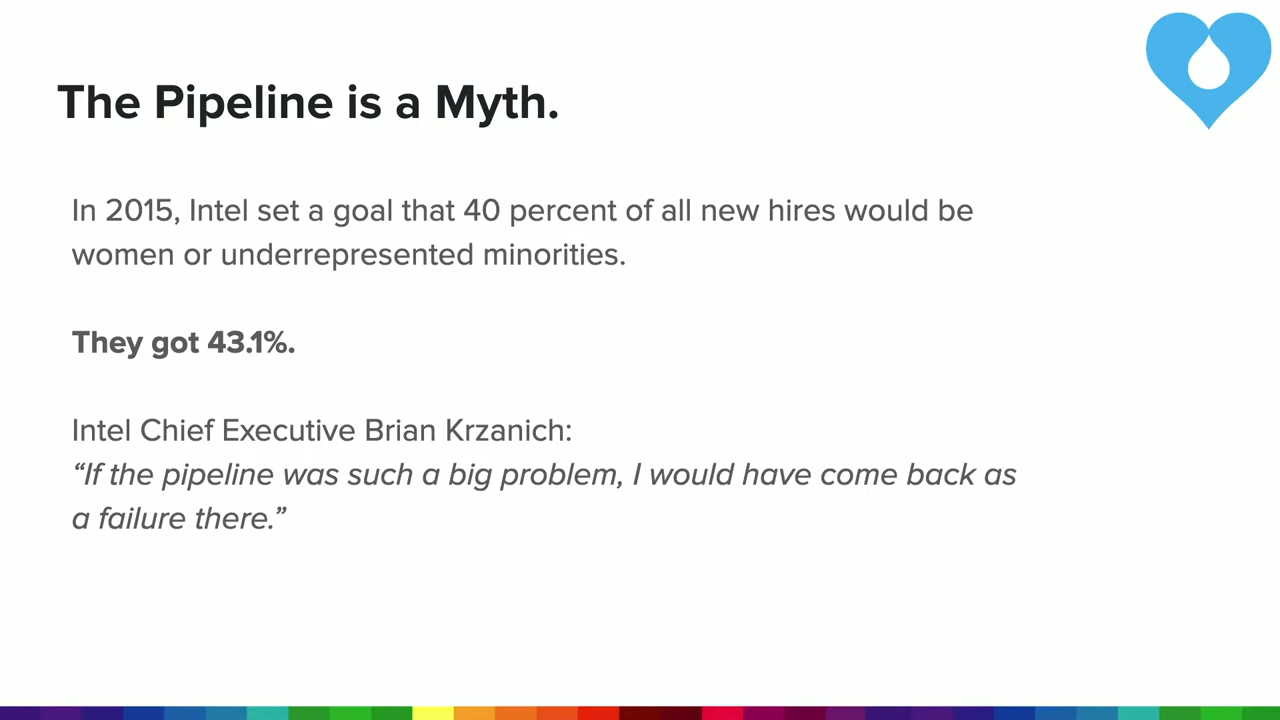 The Pipeline is a Myth.
In 2015, Intel set a goal that 40 percent of all new hires would be
women or underrepresented minorities.
They got 43.1%.
Intel Chief Executive Brian Krzanich:
“If the pipeline was such a big problem, I would have come back as
a failure there.”